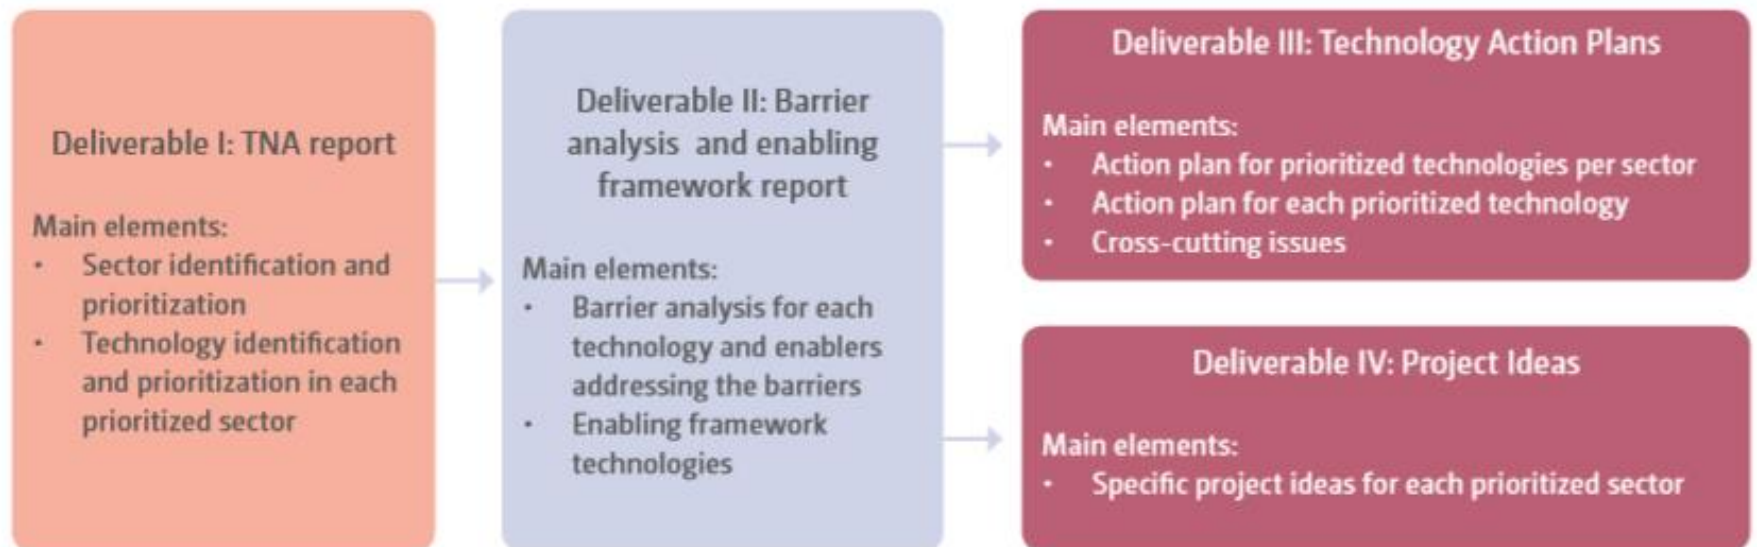 Deliverable I: TNA report
Main elements:
• Sector identification and
prioritization
• Technology identification
and prioritization in each
prioritized sector
Deliverable II: Barrier
analysis and enabling
framework report
Main elements:
• Barrier analysis for each
technology and enablers
addressing the barriers
• Enabling framework
technologies
Deliverable III: Technology Action Plans
Main elements:
• Action plan for prioritized technologies per sector
• Action plan for each prioritized technology
• Cross-cutting issues
Deliverable IV: Project Ideas
Main elements:
• Specific project ideas for each prioritized sector